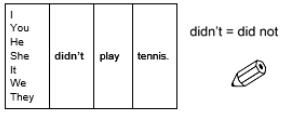 I
You
He
She didn't play tennis.
It
We
They
didn't = did not